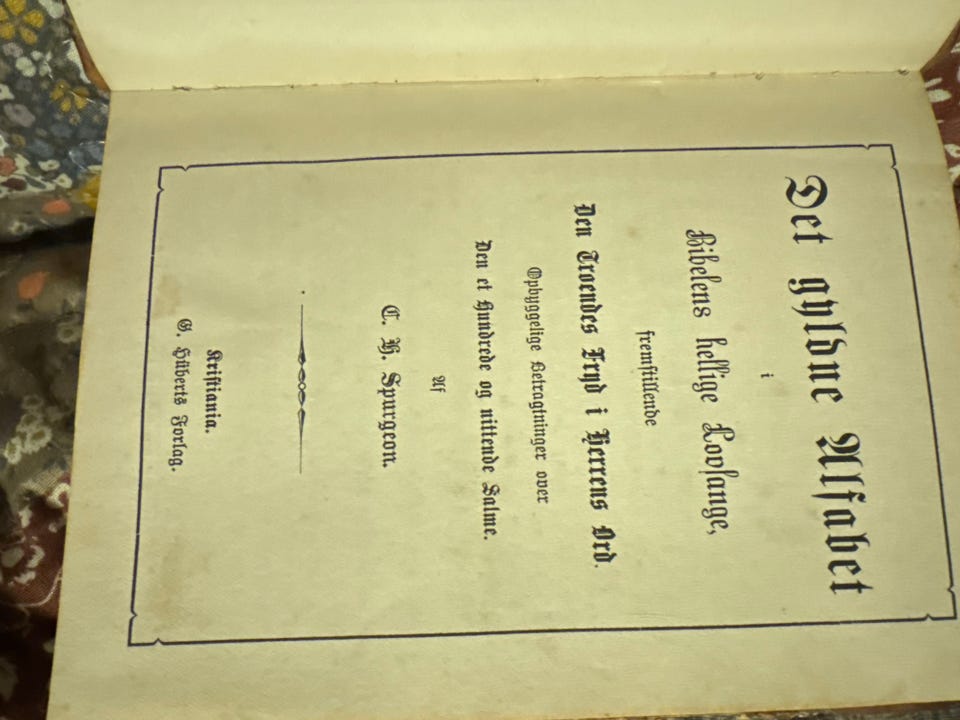 Det gyldne Alfabet
i
Bibelens hellige Lovsange,
fremstillende
Den Troendes Fryd i Herrens Ord.
Opbyggelige Betragtninger over
Den et Hundrede og nittende Salme.
Af
C. H. Spurgeon.
Kristiania.
G. Hüberts Forlag.